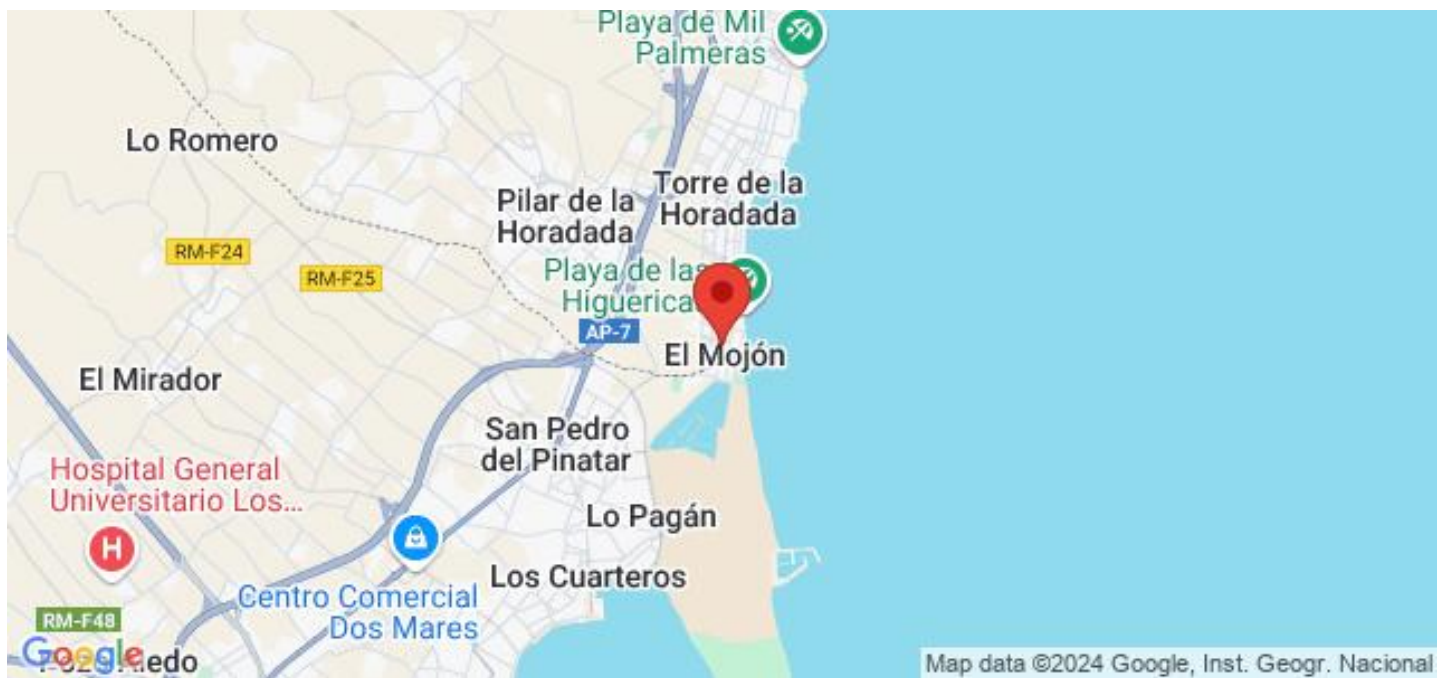 Playa de Mil
Palmeras
Lo Romero
Torre de la
Horadada
Pilar de la
Horadada
RM-F24
RM-F25
Playa de las
Higuerica
AP-7
El Mojón
El Mirador
San Pedro
del Pinatar
Hospital General
Universitario Los...
H
Lo Pagán
Los Cuarteros
Centro Comercial
Dos Mares
RM-F48
Google
Map data ©2024 Google, Inst. Geogr. Nacional